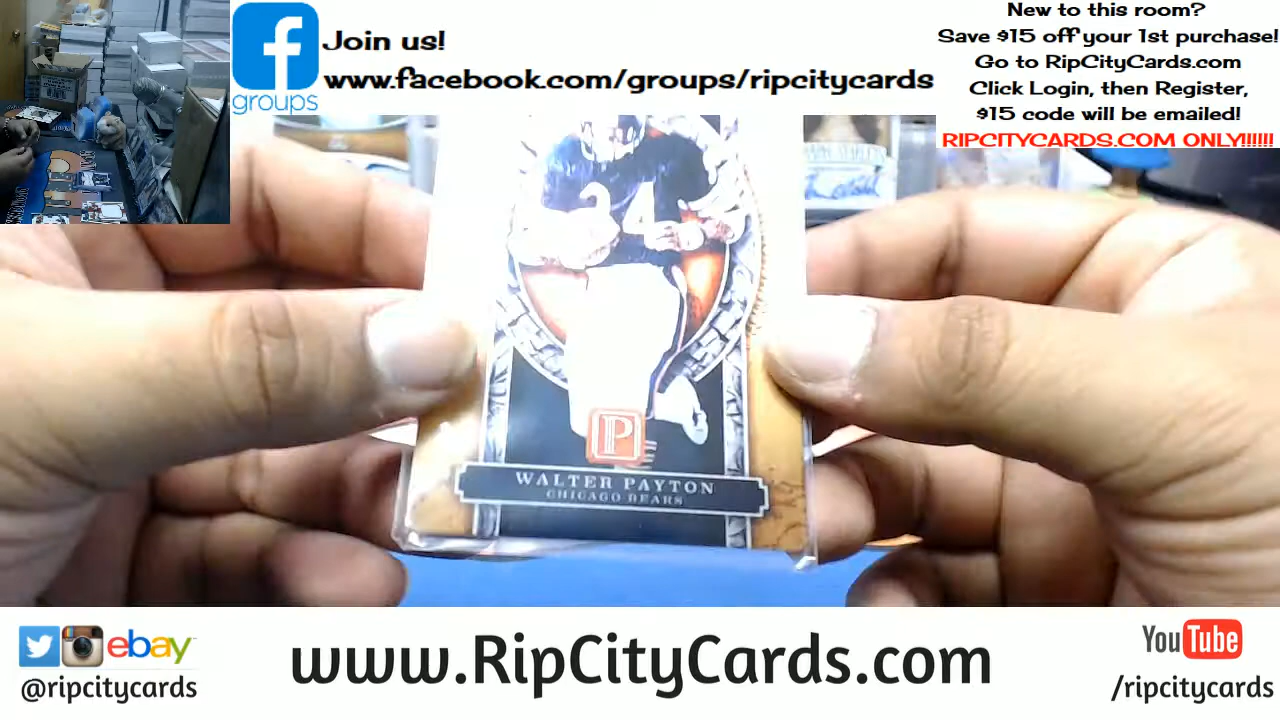 groups
Join us!
www.facebook.com/groups/ripcitycards
New to this room?
Save $15 off your 1st purchase!
Go to RipCityCards.com
Click Login, then Register,
$15 code will be emailed!
RIPCITYCARDS.COM ONLY!!!!!!
34
P
WALTER PAYTON
CHICAGO BEARS
ebay
@ripcitycards
www.RipCityCards.com
YouTube
/ripcitycards